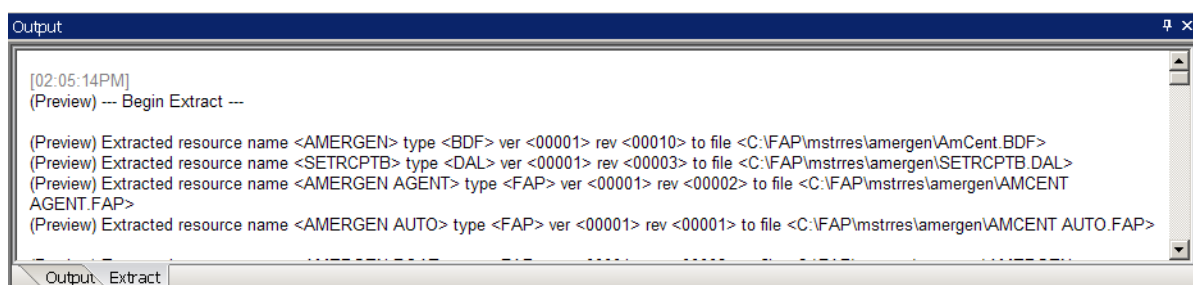 Output
[02:05:14PM]
(Preview) --- Begin Extract ---
(Preview) Extracted resource name <AMERGEN> type <BDF> ver <00001> rev <00010> to file <C:\FAP\mstrres\amergen\AmCent.BDF>
(Preview) Extracted resource name <SETRCPTB> type <DAL> ver <00001> rev <00003> to file <C:\FAP\mstrres\amergen\SETRCPTB.DAL>
(Preview) Extracted resource name <AMERGEN AGENT> type <FAP> ver <00001> rev <00002> to file <C:\FAP\mstrres\amergen\AMCENT
AGENT.FAP>
(Preview) Extracted resource name <AMERGEN AUTO> type <FAP> ver <00001> rev <00001> to file <C:\FAP\mstrres\amergen\AMCENT AUTO.FAP>
Output Extract